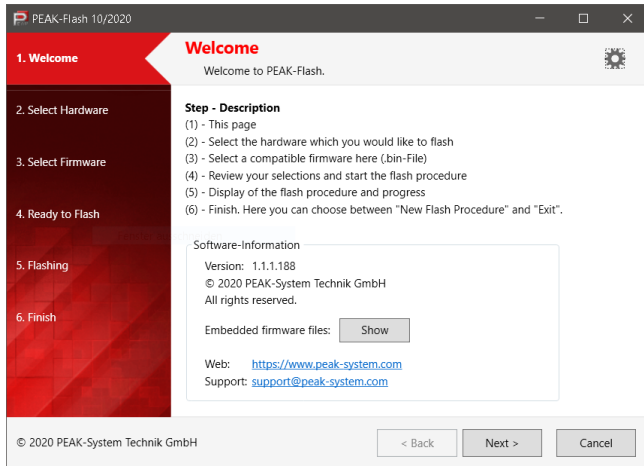 PEAK-Flash 10/2020
1. Welcome
2. Select Hardware
3. Select Firmware
4. Ready to Flash
5. Flashing
6. Finish
Welcome
Welcome to PEAK-Flash.
Step - Description
(1) - This page
(2) - Select the hardware which you would like to flash
(3) - Select a compatible firmware here (.bin-File)
(4) - Review your selections and start the flash procedure
(5) - Display of the flash procedure and progress
(6) - Finish. Here you can choose between "New Flash Procedure" and "Exit".
Software-Information
Version: 1.1.1.188
© 2020 PEAK-System Technik GmbH
All rights reserved.
Embedded firmware files: Show
Web: https://www.peak-system.com
Support: support@peak-system.com
© 2020 PEAK-System Technik GmbH
< Back Next > Cancel